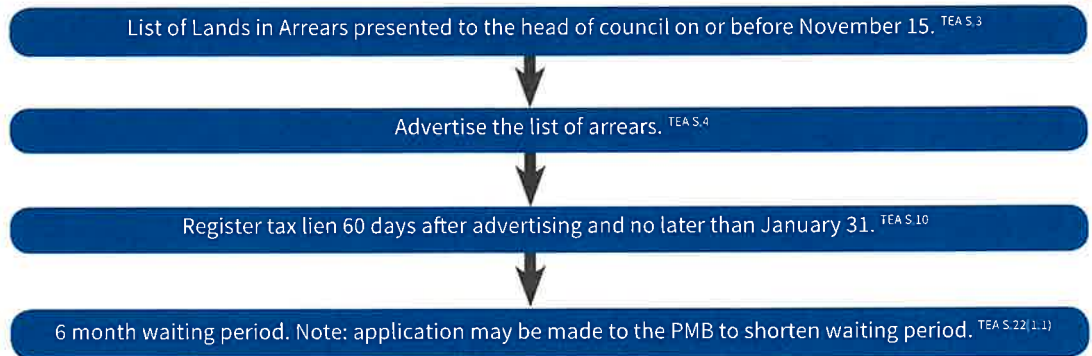 List of Lands in Arrears presented to the head of council on or before November 15. TEA S.3
Advertise the list of arrears. TEA S.4
Register tax lien 60 days after advertising and no later than January 31. TEA S.10
6 month waiting period. Note: application may be made to the PMB to shorten waiting period. TEA S.22(1.1)